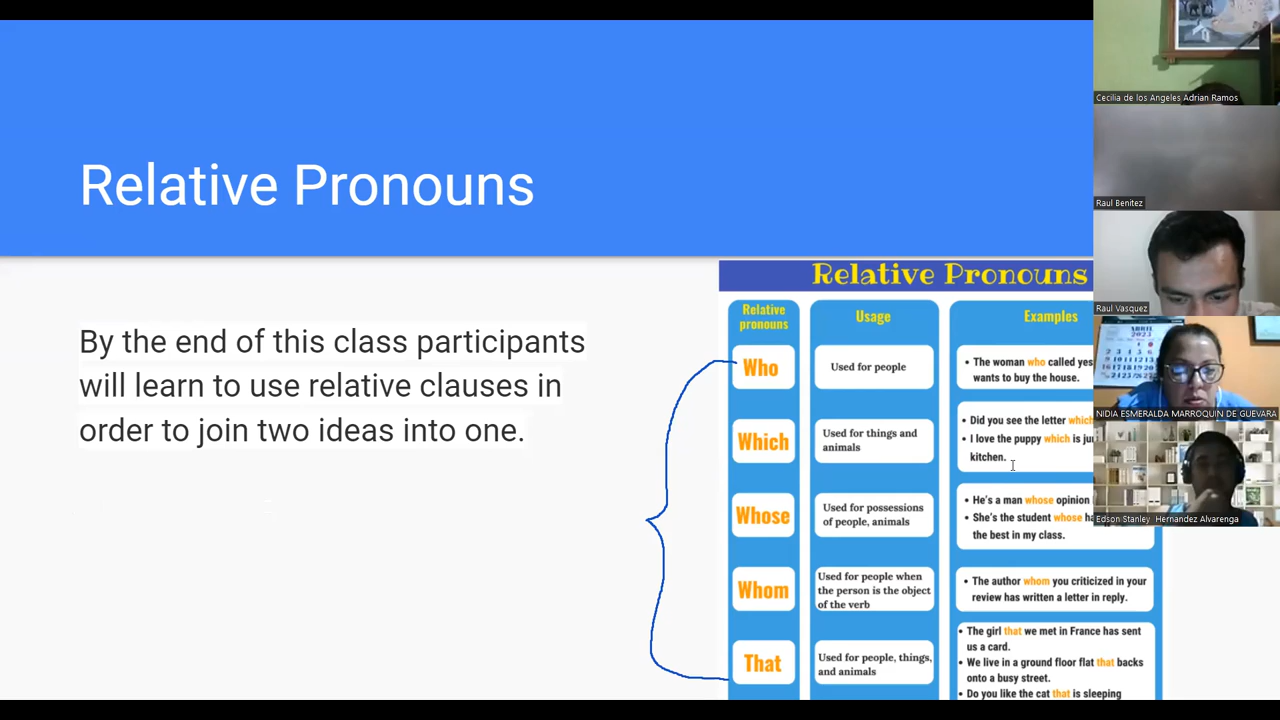 Relative Pronouns
By the end of this class participants
will learn to use relative clauses in
order to join two ideas into one.
Relative Pronouns
Relative
pronouns
Usage
Examples
Who
Used for people
• The woman who called yes
wants to buy the house.
Which
Used for things and
animals
• Did you see the letter which
• I love the puppy which is ju
kitchen.
Whose
Used for possessions
of people, animals
• He's a man whose opinion
• She's the student whose ha
the best in my class.
Whom
Used for people when
the person is the object
of the verb
• The author whom you criticized in your
review has written a letter in reply.
That
Used for people, things,
and animals
• The girl that we met in France has sent
us a card.
• We live in a ground floor flat that backs
onto a busy street.
• Do you like the cat that is sleeping
Cecilia de los Angeles Adrian Ramos
Raul Benitez
Raul Vasquez
ABRIL
2023
NIDIA ESMERALDA MARROQUIN DE GUEVARA
Edson Stanley Hernandez Alvarenga